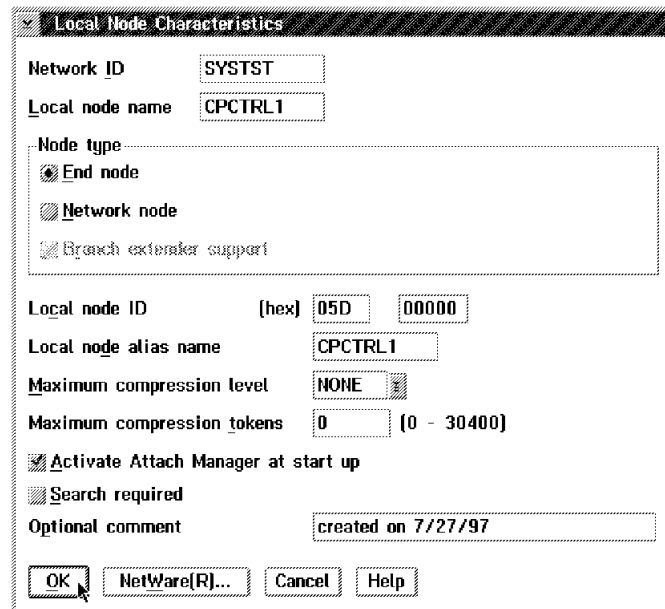 Local Node Characteristics
Network ID SYSTST
Local node name CPCTRL1
Node type
End node
Network node
Branch extender support
Local node ID (hex) 05D 00000
Local node alias name CPCTRL1
Maximum compression level NONE
Maximum compression tokens 0 (0 - 30400)
Activate Attach Manager at start up
Search required
Optional comment created on 7/27/97
OK NetWare(R)... Cancel Help